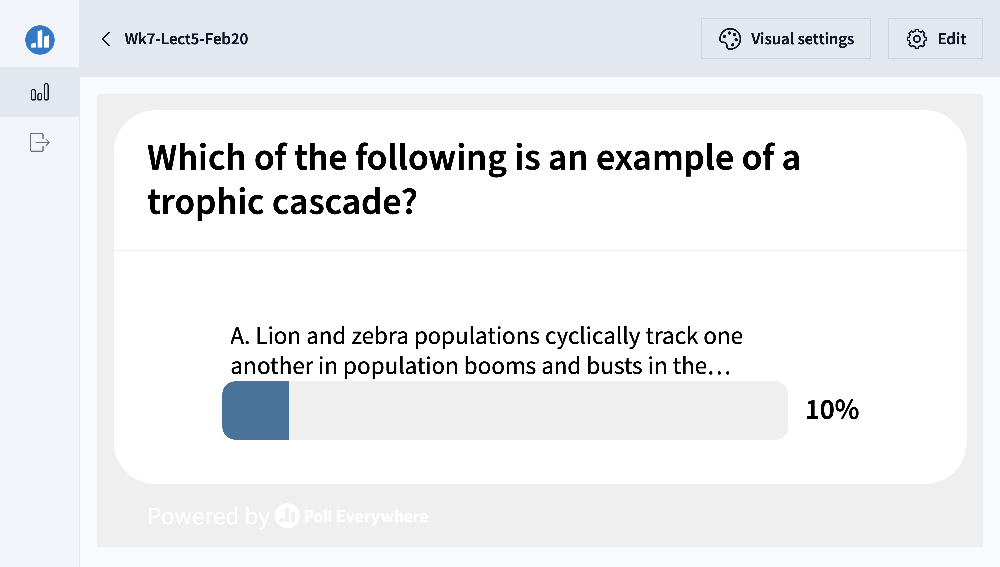 Wk7-Lect5-Feb20
Visual settings
Edit
Which of the following is an example of a
trophic cascade?
A. Lion and zebra populations cyclically track one
another in population booms and busts in the…
10%
Powered by Poll Everywhere